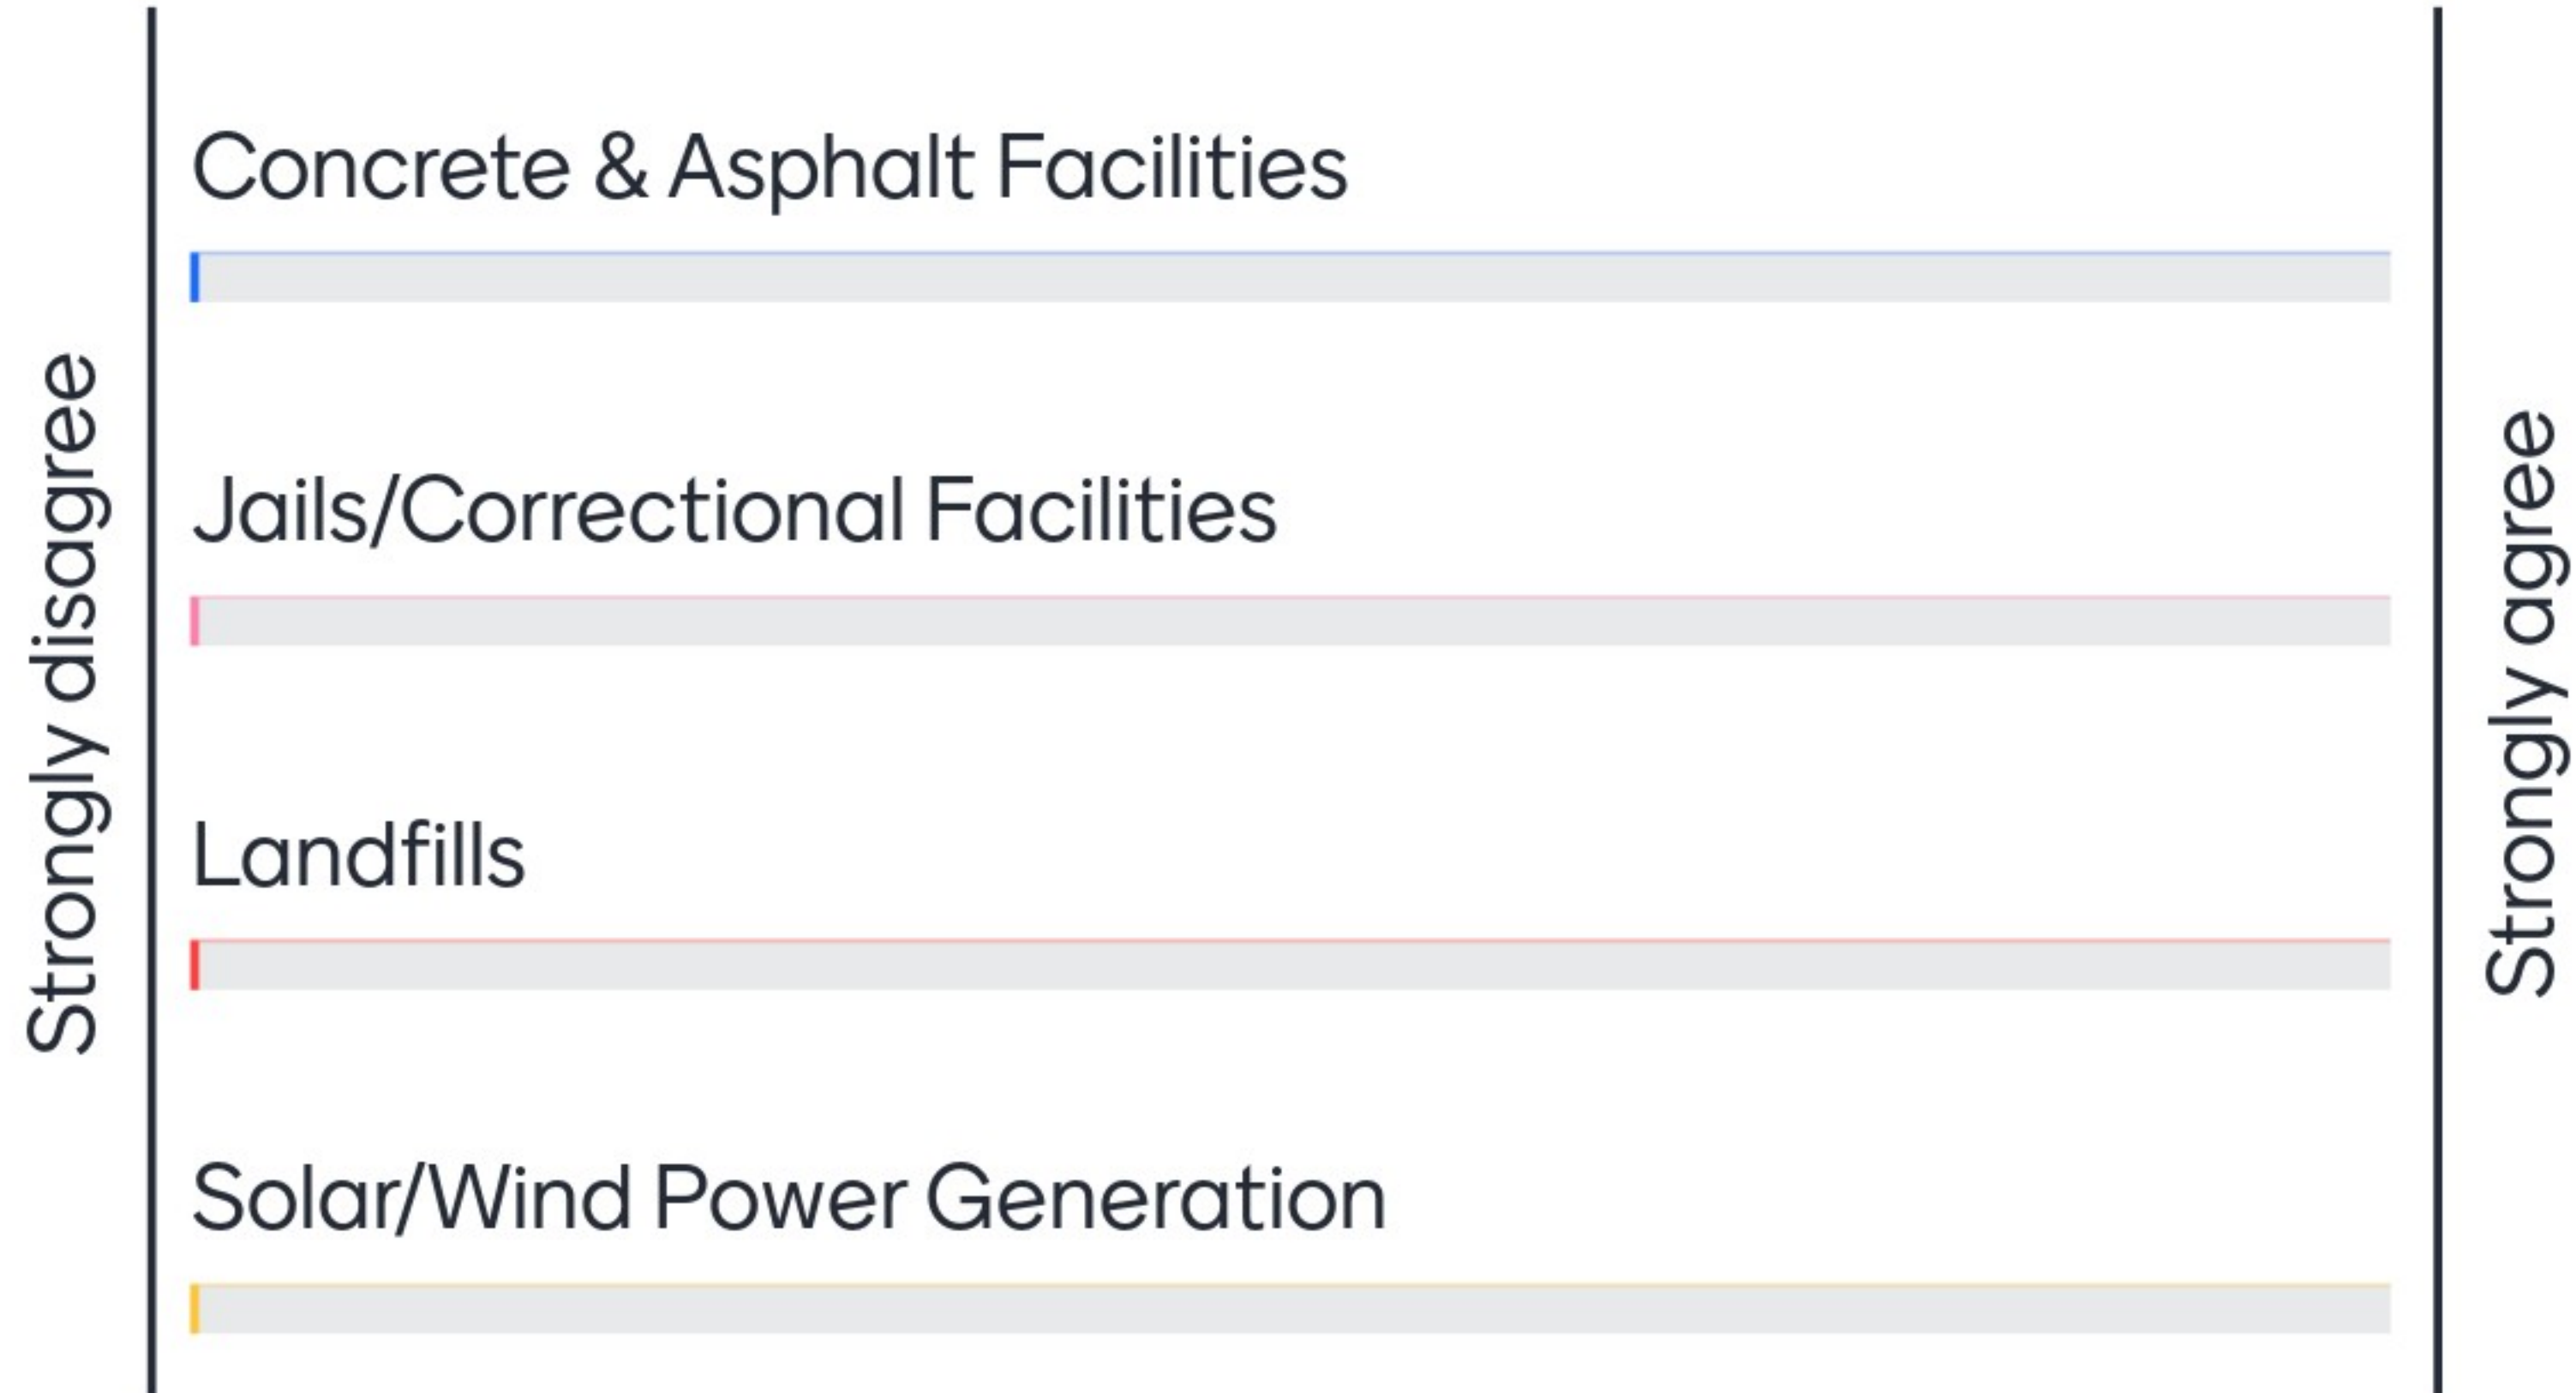 Strongly disagree
Concrete & Asphalt Facilities
Jails/Correctional Facilities
Landfills
Solar/Wind Power Generation
Strongly agree